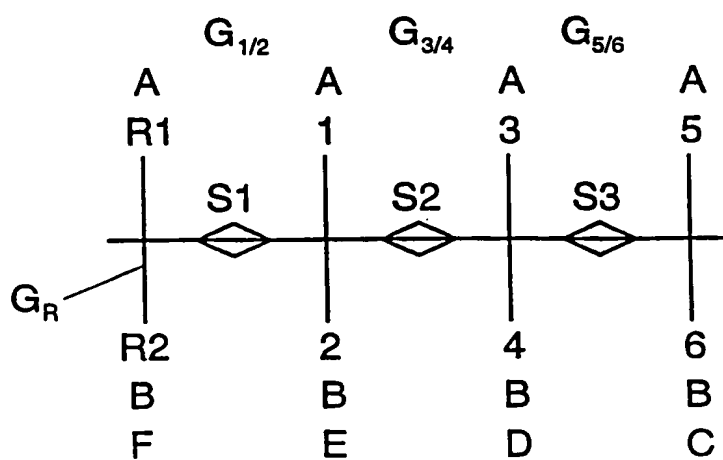 G1/2 G3/4 G5/6
A A A A
R1 1 3 5
S1 S2 S3
GR
R2 2 4 6
B B B B
F E D C